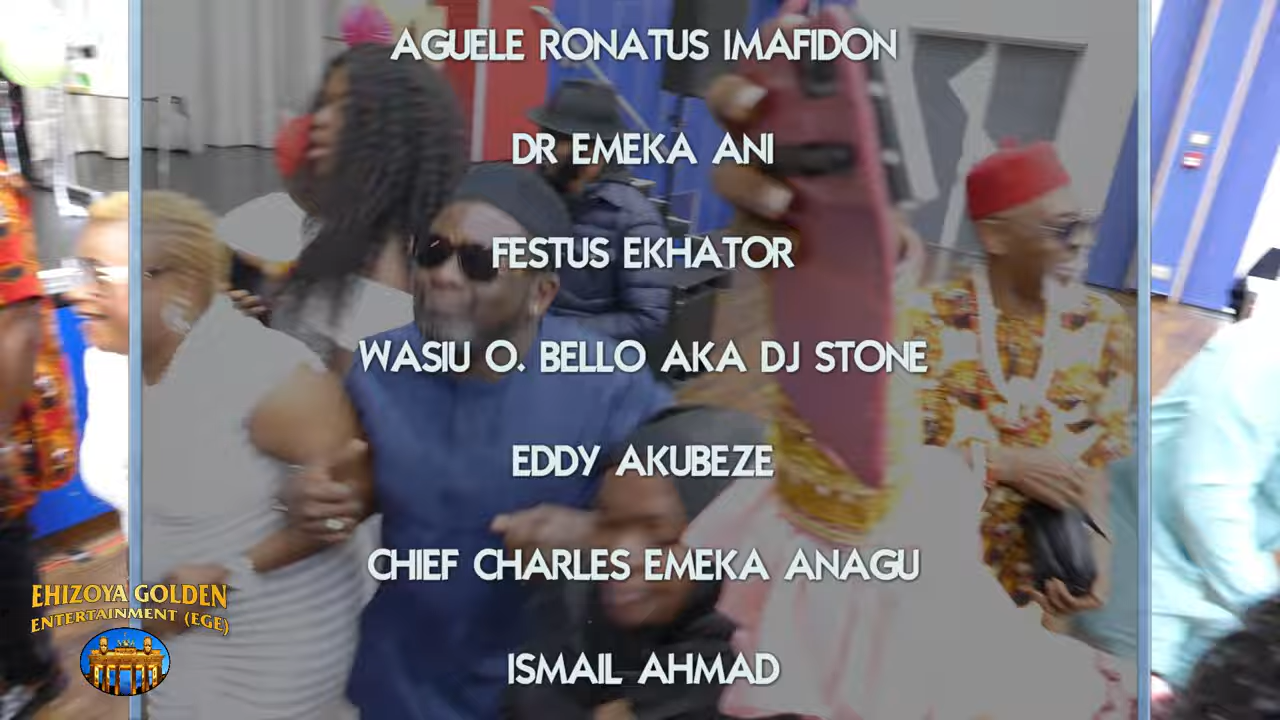 AGUELE RONATUS IMAFIDON
DR EMEKA ANI
FESTUS EKHATOR
WASIU O. BELLO AKA DJ STONE
EDDY AKUBEZE
CHIEF CHARLES EMEKA ANAGU
ISMAIL AHMAD
EHIZOYA GOLDEN
ENTERTAINMENT (EGE)